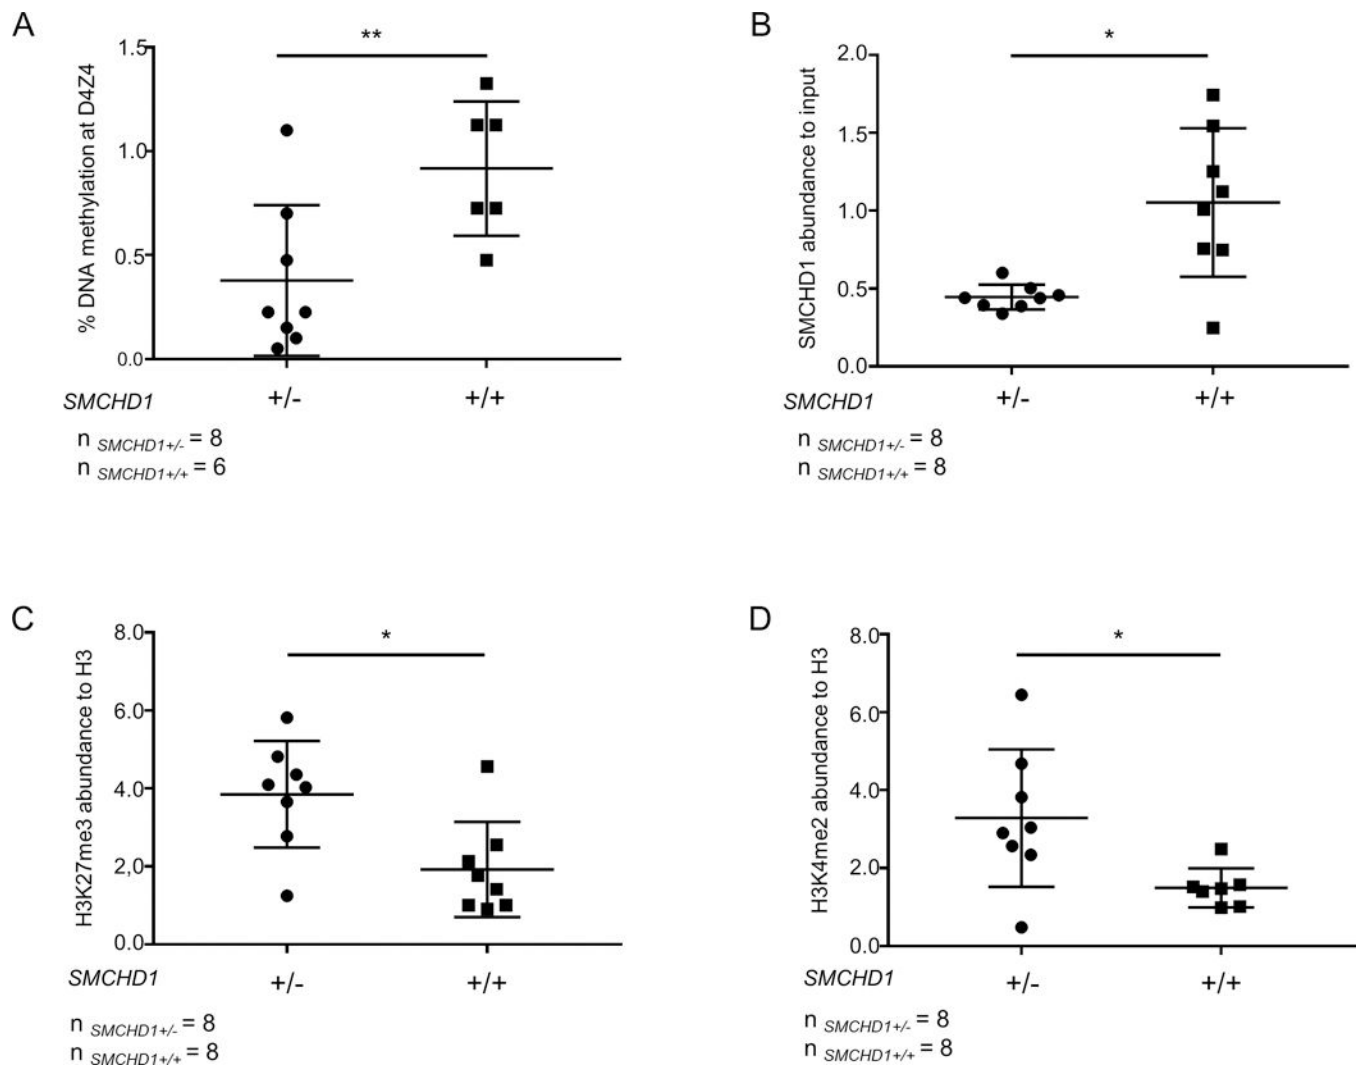 A
% DNA methylation at D4Z4
1.5
1.0
0.5
0.0
**
SMCHD1 +/- +/+
n SMCHD1+/- = 8
n SMCHD1+/+ = 6
B
SMCHD1 abundance to input
2.0
1.5
1.0
0.5
0.0
*
SMCHD1 +/- +/+
n SMCHD1+/- = 8
n SMCHD1+/+ = 8
C
H3K27me3 abundance to H3
8.0
6.0
4.0
2.0
0.0
*
SMCHD1 +/- +/+
n SMCHD1+/- = 8
n SMCHD1+/+ = 8
D
H3K4me2 abundance to H3
8.0
6.0
4.0
2.0
0.0
*
SMCHD1 +/- +/+
n SMCHD1+/- = 8
n SMCHD1+/+ = 8